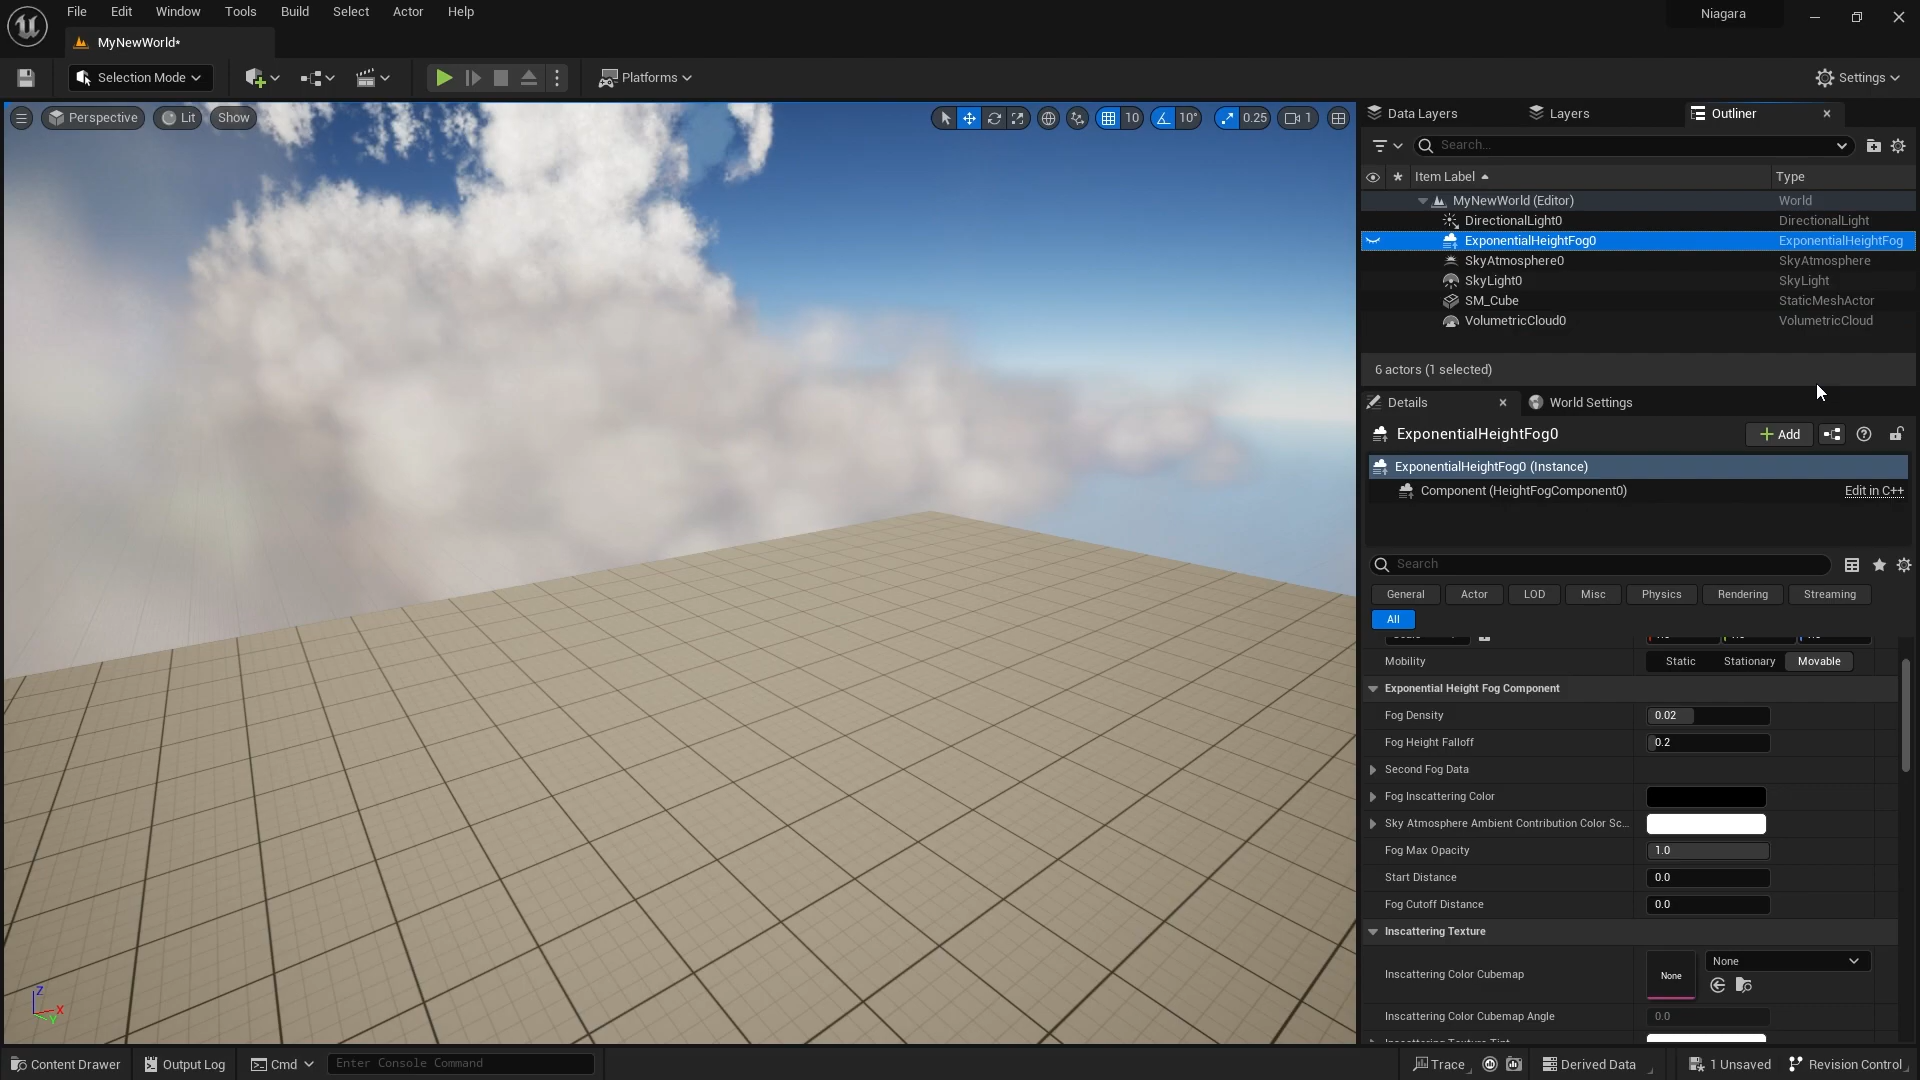 File Edit Window Tools Build Select Actor Help
Niagara
MyNewWorld*
Selection Mode
Platforms
Settings
Perspective Lit Show
10 10° 0.25 1
Data Layers Layers Outliner
Search...
Item Label Type
MyNewWorld (Editor) World
DirectionalLight0 DirectionalLight
ExponentialHeightFog0 ExponentialHeightFog
SkyAtmosphere0 SkyAtmosphere
SkyLight0 SkyLight
SM_Cube StaticMeshActor
VolumetricCloud0 VolumetricCloud
6 actors (1 selected)
Details World Settings
ExponentialHeightFog0
Add
ExponentialHeightFog0 (Instance)
Component (HeightFogComponent0) Edit in C++
Search
General Actor LOD Misc Physics Rendering Streaming
All
Mobility Static Stationary Movable
Exponential Height Fog Component
Fog Density 0.02
Fog Height Falloff 0.2
Second Fog Data
Fog Inscattering Color
Sky Atmosphere Ambient Contribution Color Sc...
Fog Max Opacity 1.0
Start Distance 0.0
Fog Cutoff Distance 0.0
Inscattering Texture
None
Inscattering Color Cubemap None
Inscattering Color Cubemap Angle 0.0
Z
X
Y
Content Drawer Output Log Cmd Enter Console Command Trace Derived Data 1 Unsaved Revision Control